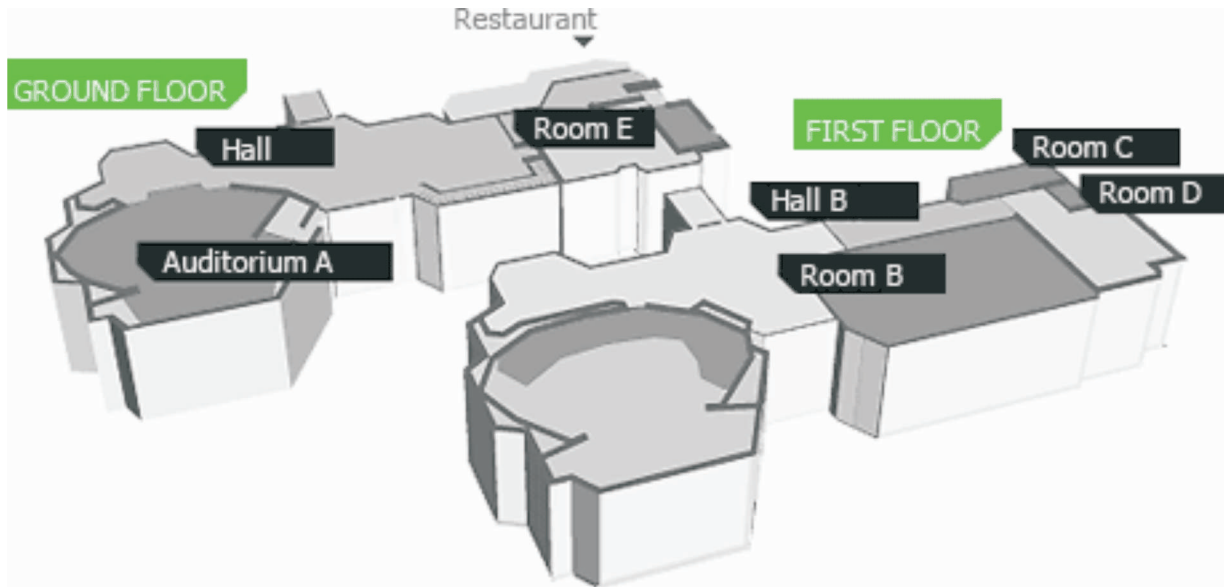 Restaurant
GROUND FLOOR
Hall
Room E
Auditorium A
FIRST FLOOR
Room C
Room D
Hall B
Room B